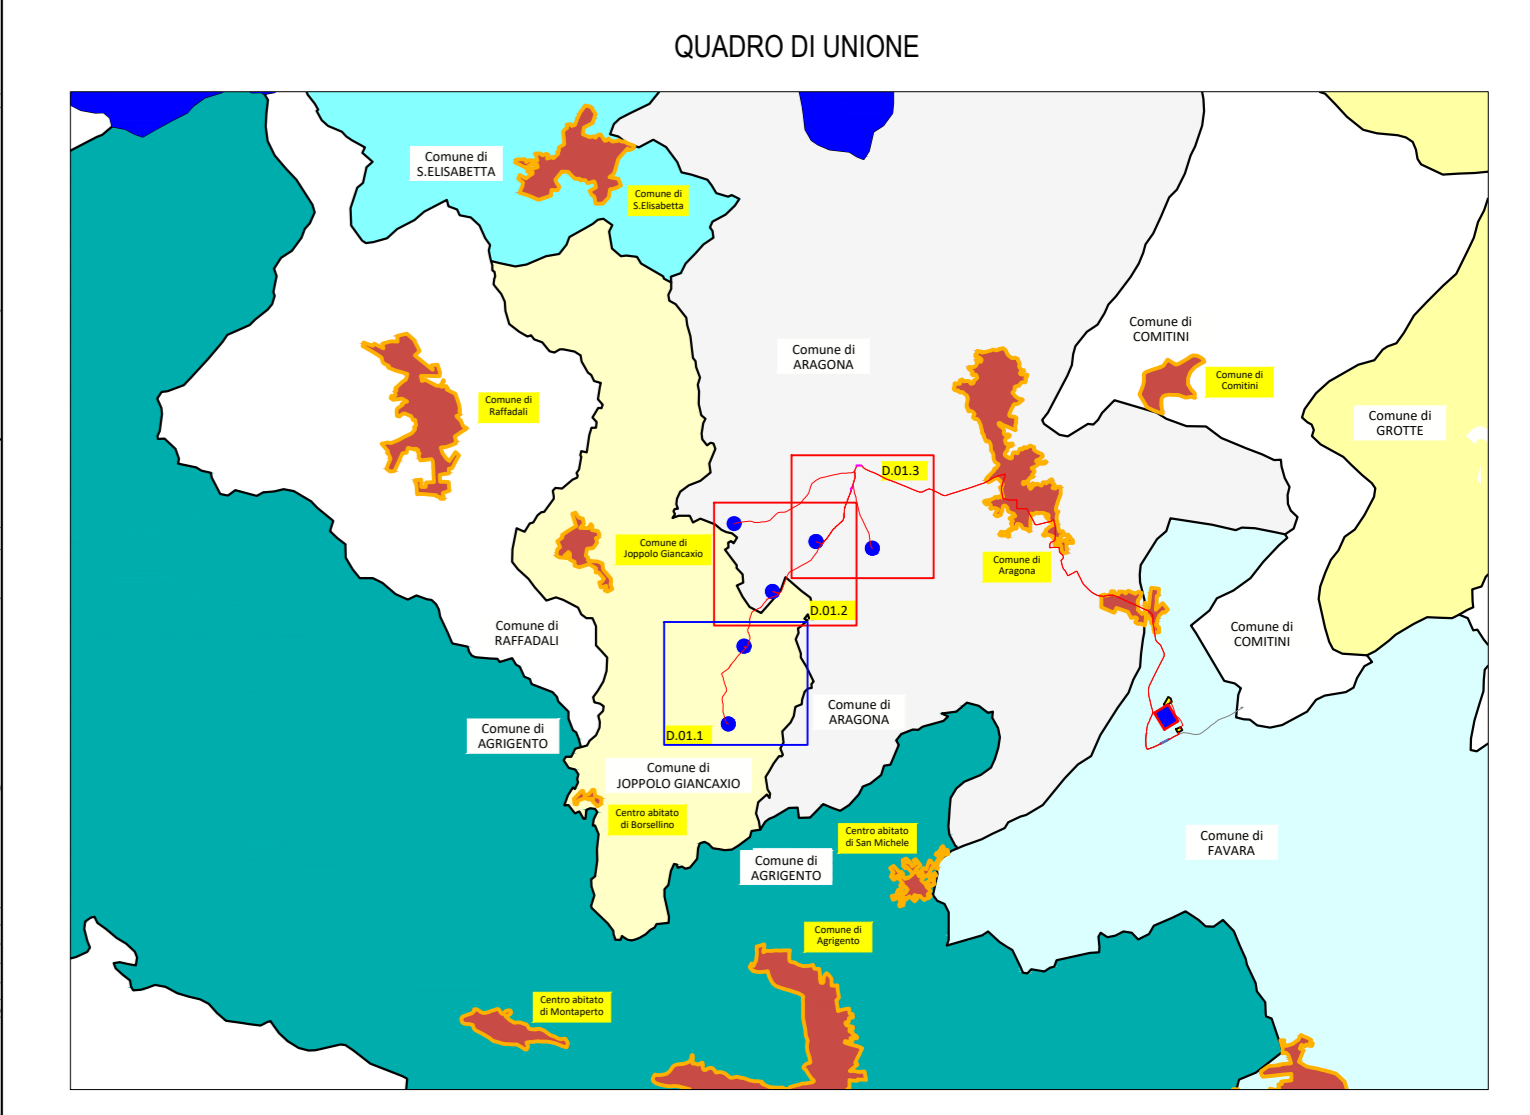 QUADRO DI UNIONE
Comune di
S.ELISABETTA
Comune di
S.Elisabetta
Comune di
COMITINI
Comune di
ARAGONA
Comune di
Comitini
Comune di
Raffadali
Comune di
GROTTE
D.01.3
Comune di
Joppolo Giancaxio
Comune di
Aragona
D.01.2
Comune di
RAFFADALI
Comune di
COMITINI
Comune di
ARAGONA
Comune di
AGRIGENTO
D.01.1
Comune di
JOPPOLO GIANCAXIO
Centro abitato
di Borsellino
Centro abitato
di San Michele
Comune di
FAVARA
Comune di
AGRIGENTO
Comune di
Agrigento
Centro abitato
di Montaperto